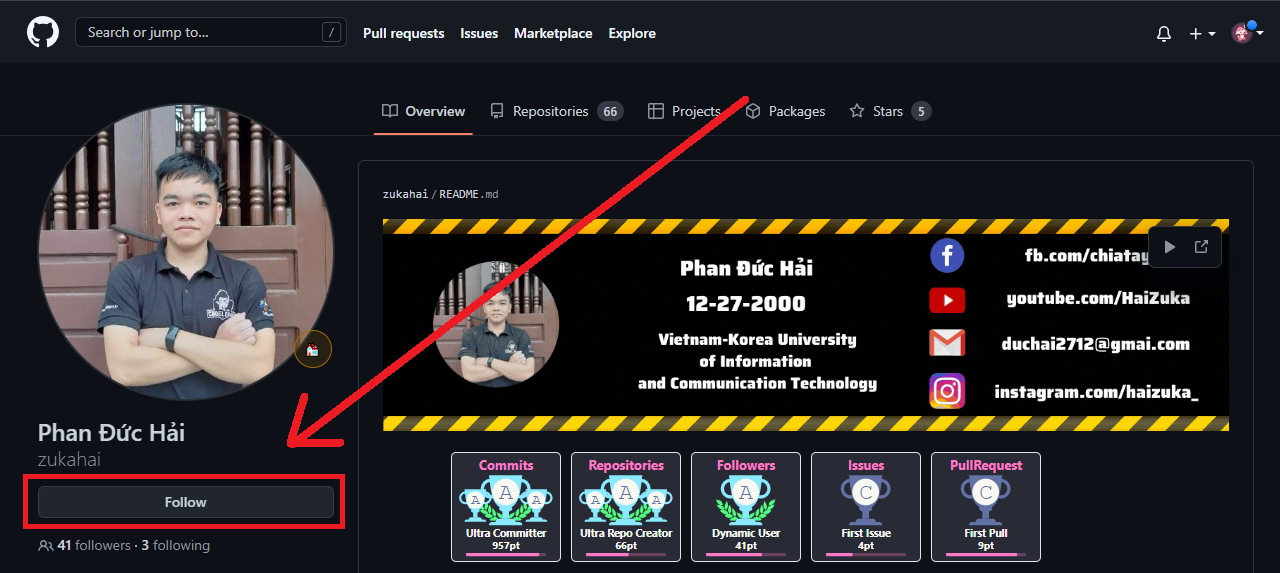 Search or jump to... /
Pull requests Issues Marketplace Explore
Overview Repositories 66 Projects Packages Stars 5
zukahai/README.md
Phan Đức Hải
12-27-2000
Vietnam-Korea University
of Information
and Communication Technology
fb.com/chiatay
youtube.com/HaiZuka
duchai2712@gmai.com
instagram.com/haizuka_
Phan Đức Hải
zukahai
Follow
41 followers · 3 following
Commits
A A A
Ultra Committer
957pt
Repositories
A A A
Ultra Repo Creator
66pt
Followers
A
Dynamic User
41pt
Issues
C
First Issue
4pt
PullRequest
C
First Pull
9pt